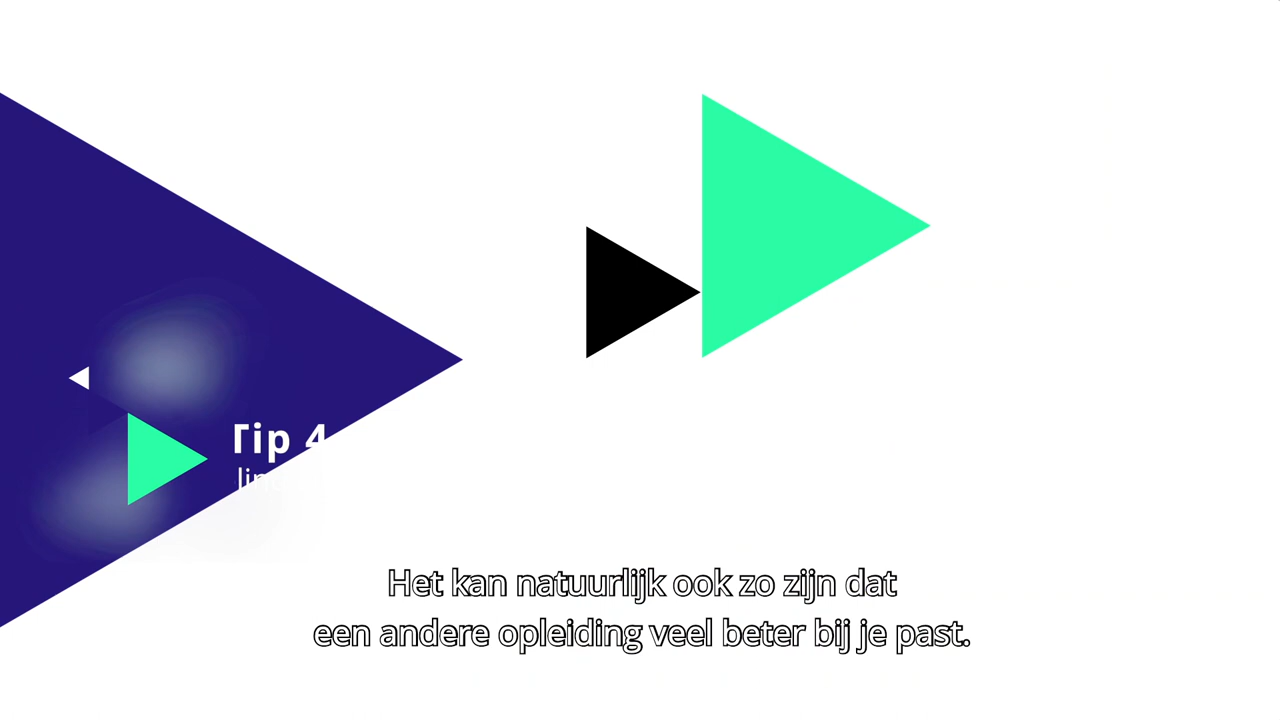 Tip 4
Het kan natuurlijk ook zo zijn dat
een andere opleiding veel beter bij je past.